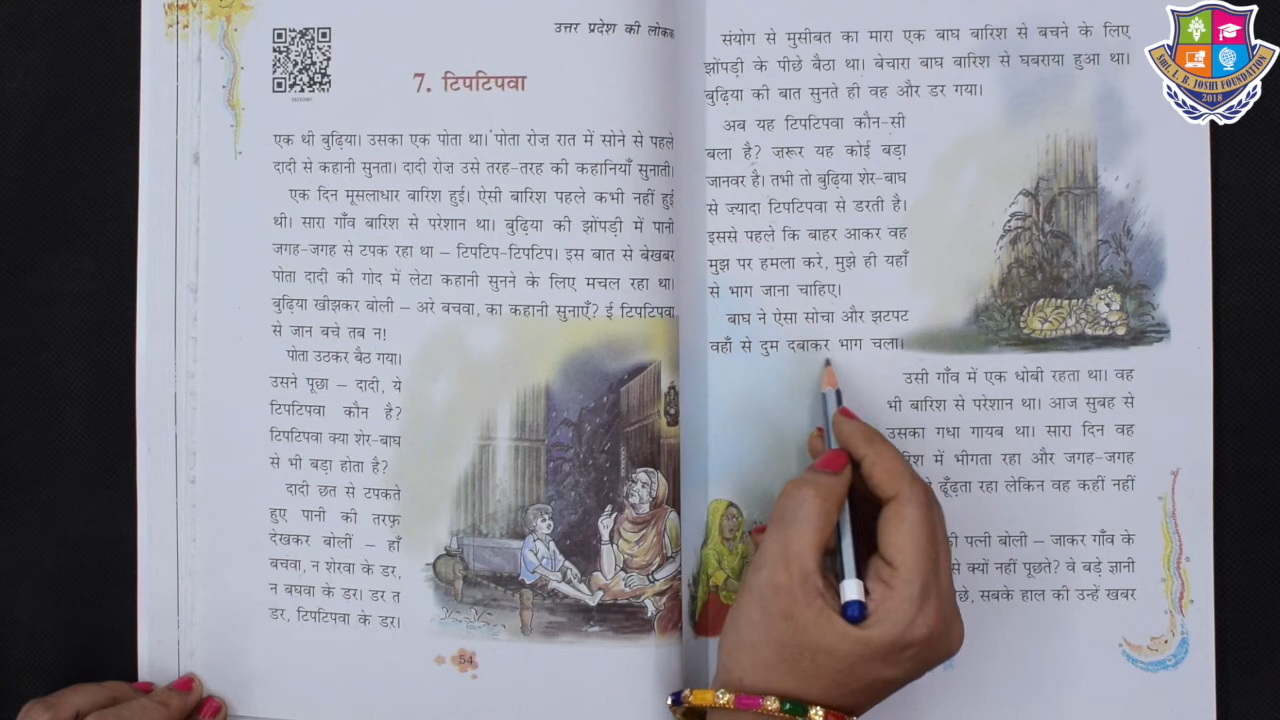 उत्तर प्रदेश की
7. टिपटिपवा
एक थी बुढ़िया। उसका एक पोता था। पोता रोज़ रात में सोने से पहले
दादी से कहानी सुनता। दादी रोज़ उसे तरह-तरह की कहानियाँ सुनाती।
एक दिन मूसलाधार बारिश हुई। ऐसी बारिश पहले कभी नहीं हुई
थी। सारा गाँव बारिश से परेशान था। बुढ़िया की झोंपड़ी में पानी
जगह-जगह से टपक रहा था – टिपटिप-टिपटिप। इस बात से बेखबर
पोता दादी की गोद में लेटा कहानी सुनने के लिए मचल रहा था।
बुढ़िया खीझकर बोली – अरे बचवा, का कहानी सुनाएँ? ई टिपटिपवा
से जान बचे तब न!
पोता उठकर बैठ गया।
उसने पूछा – दादी, ये
टिपटिपवा कौन है?
टिपटिपवा क्या शेर-बाघ
से भी बड़ा होता है?
दादी छत से टपकते
हुए पानी की तरफ़
देखकर बोलीं – हाँ
बचवा, न शेरवा के डर,
न बघवा के डर। डर त
डर, टिपटिपवा के डर।
54
संयोग से मुसीबत का मारा एक बाघ बारिश से बचने के लिए
झोंपड़ी के पीछे बैठा था। बेचारा बाघ बारिश से घबराया हुआ था।
बुढ़िया की बात सुनते ही वह और डर गया।
अब यह टिपटिपवा कौन-सी
बला है? ज़रूर यह कोई बड़ा
जानवर है। तभी तो बुढ़िया शेर-बाघ
से ज्यादा टिपटिपवा से डरती है।
इससे पहले कि बाहर आकर वह
मुझ पर हमला करे, मुझे ही यहाँ
से भाग जाना चाहिए।
बाघ ने ऐसा सोचा और झटपट
वहाँ से दुम दबाकर भाग चला।
उसी गाँव में एक धोबी रहता था। वह
भी बारिश से परेशान था। आज सुबह से
उसका गधा गायब था। सारा दिन वह
में भीगता रहा और जगह-जगह
ढूँढ़ता रहा लेकिन वह कहीं नहीं
पत्नी बोली – जाकर गाँव के
से क्यों नहीं पूछते? वे बड़े ज्ञानी
सबके हाल की उन्हें खबर
SMT. I. B. JOSHI FOUNDATION
2018